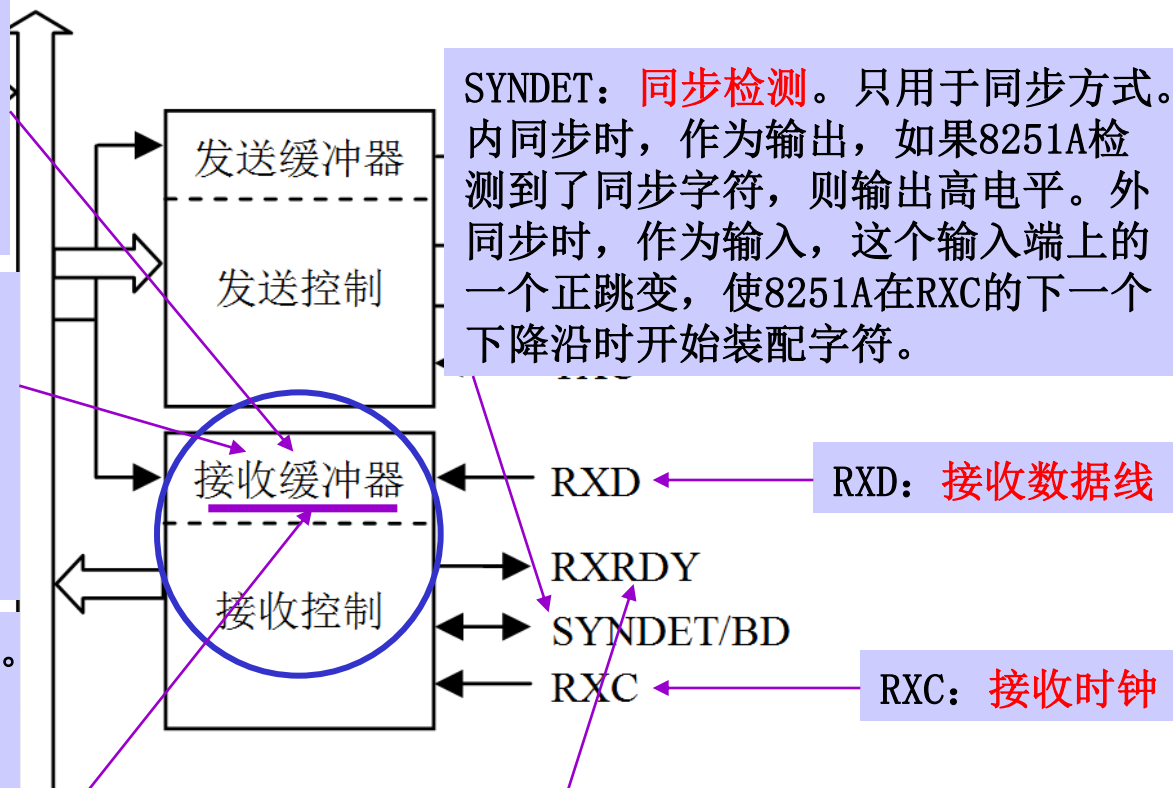 SYNDET：同步检测。只用于同步方式。
内同步时，作为输出，如果8251A检
测到了同步字符，则输出高电平。外
同步时，作为输入，这个输入端上的
一个正跳变，使8251A在RXC的下一个
下降沿时开始装配字符。
发送缓冲器
发送控制
接收缓冲器
RXD
RXD：接收数据线
RXRDY
接收控制
SYNDET/BD
。
RXC
RXC：接收时钟